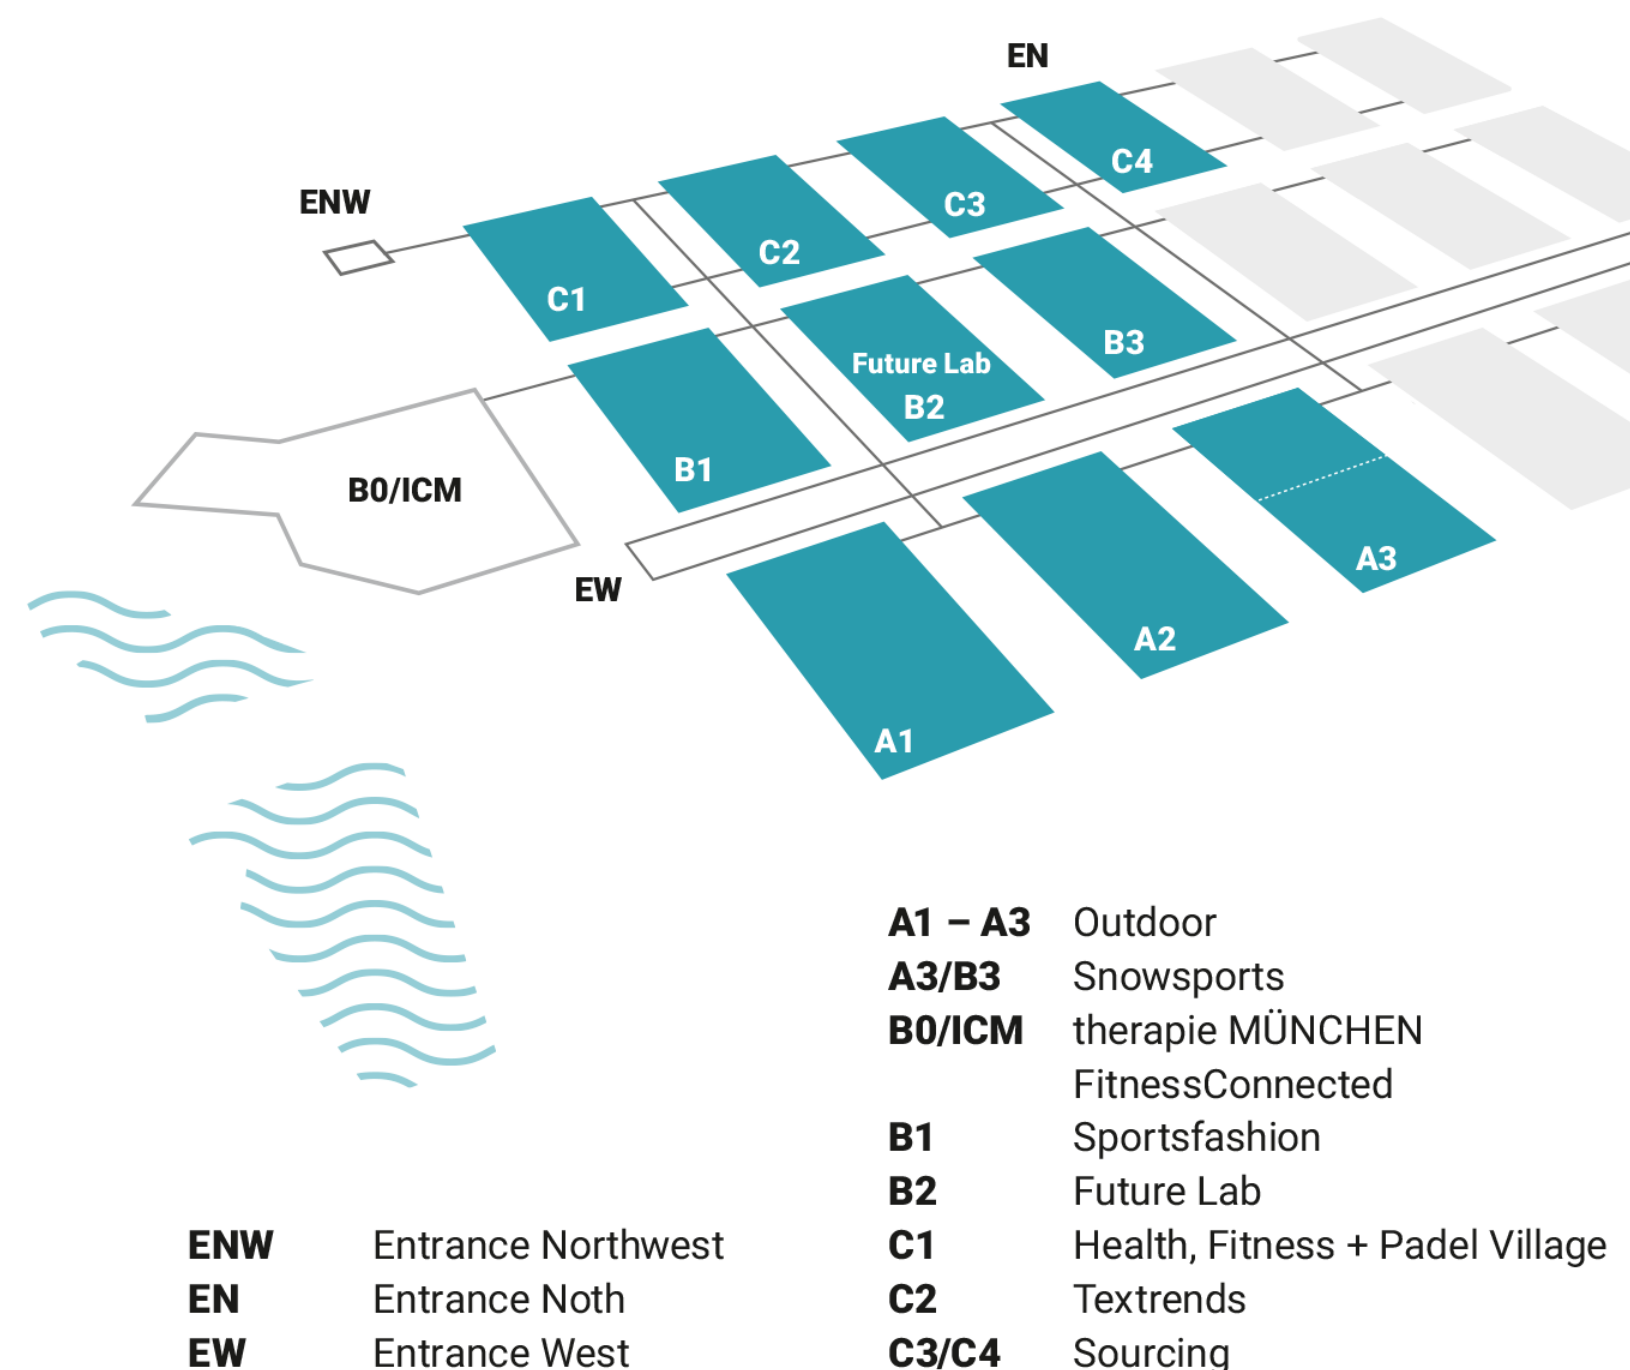 EN
C4
ENW
C3
C2
C1
B3
Future Lab
B2
B1
B0/ICM
A3
EW
A2
A1
A1 – A3 Outdoor
A3/B3 Snowsports
B0/ICM therapie MÜNCHEN
FitnessConnected
B1 Sportsfashion
B2 Future Lab
ENW Entrance Northwest
C1 Health, Fitness + Padel Village
EN Entrance Noth
C2 Textrends
EW Entrance West
C3/C4 Sourcing